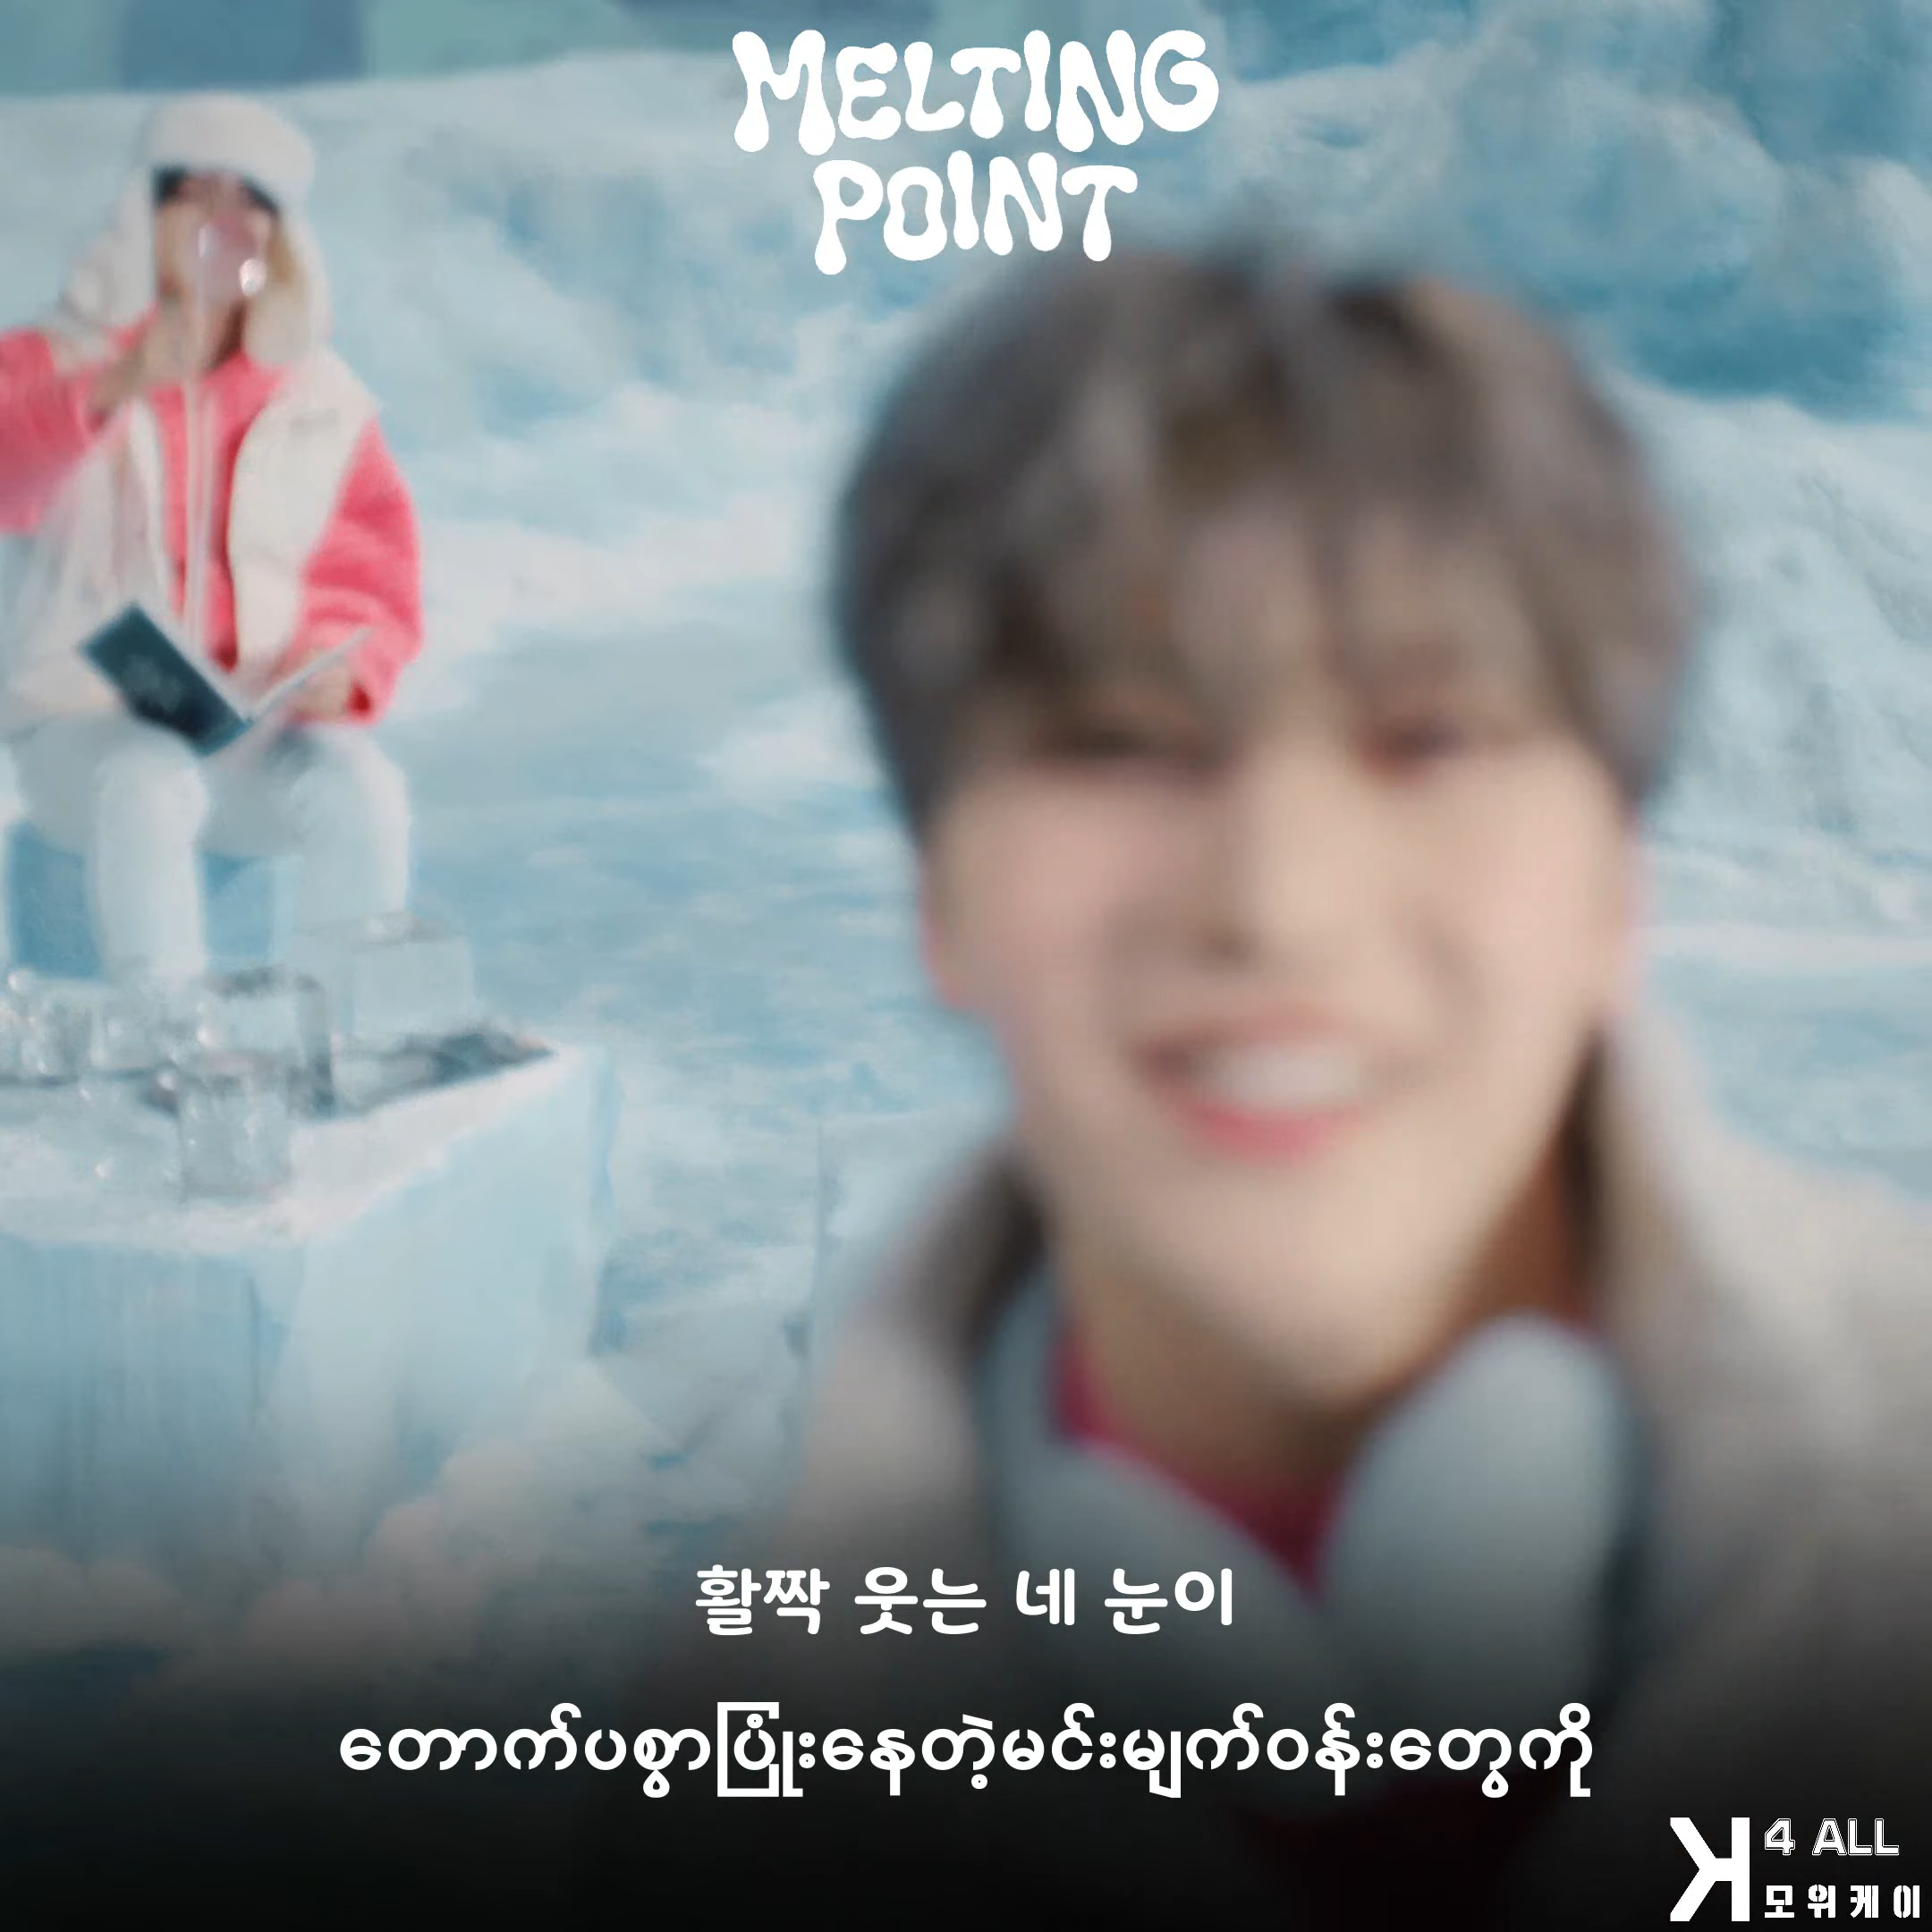 MELTING
POINT
활짝 웃는 네 눈이
တောက်ပစွာပြုံးနေတဲ့မင်းမျက်ဝန်းတွေကို
K 4 ALL
모위케이